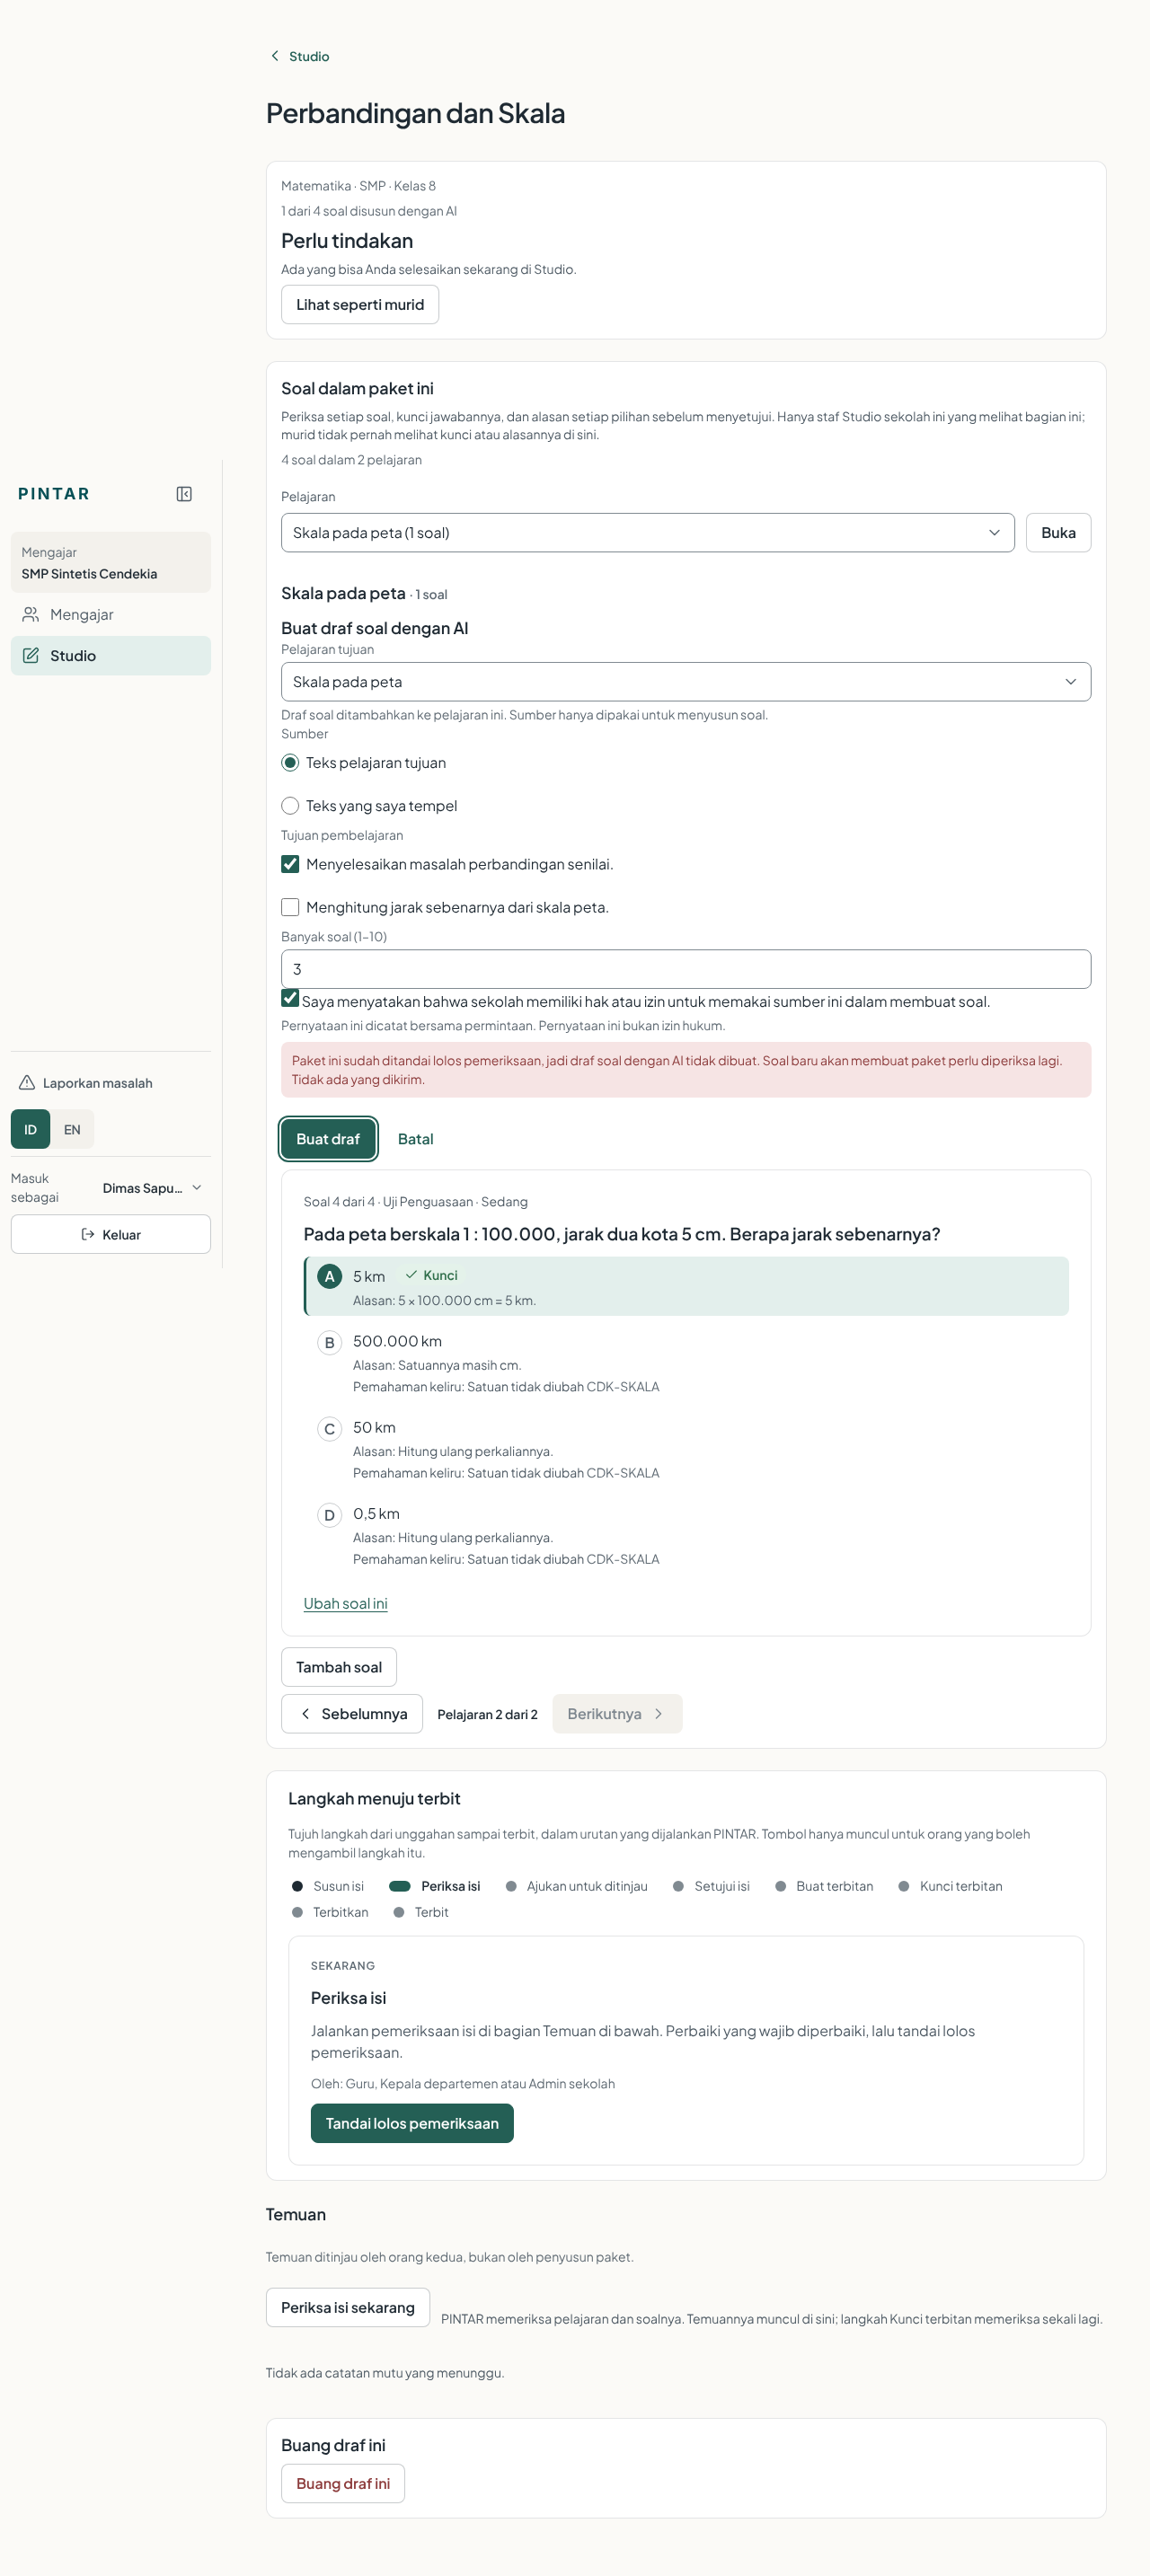 Studio
Perbandingan dan Skala
Matematika · SMP · Kelas 8
1 dari 4 soal disusun dengan AI
Perlu tindakan
Ada yang bisa Anda selesaikan sekarang di Studio.
Lihat seperti murid
Soal dalam paket ini
Periksa setiap soal, kunci jawabannya, dan alasan setiap pilihan sebelum menyetujui. Hanya staf Studio sekolah ini yang melihat bagian ini;
murid tidak pernah melihat kunci atau alasannya di sini.
4 soal dalam 2 pelajaran
Pelajaran
Skala pada peta (1 soal)
Buka
Skala pada peta · 1 soal
Buat draf soal dengan AI
Pelajaran tujuan
Skala pada peta
Draf soal ditambahkan ke pelajaran ini. Sumber hanya dipakai untuk menyusun soal.
Sumber
Teks pelajaran tujuan
Teks yang saya tempel
Tujuan pembelajaran
Menyelesaikan masalah perbandingan senilai.
Menghitung jarak sebenarnya dari skala peta.
Banyak soal (1–10)
3
Saya menyatakan bahwa sekolah memiliki hak atau izin untuk memakai sumber ini dalam membuat soal.
Pernyataan ini dicatat bersama permintaan. Pernyataan ini bukan izin hukum.
Paket ini sudah ditandai lolos pemeriksaan, jadi draf soal dengan AI tidak dibuat. Soal baru akan membuat paket perlu diperiksa lagi.
Tidak ada yang dikirim.
Buat draf
Batal
Soal 4 dari 4 · Uji Penguasaan · Sedang
Pada peta berskala 1 : 100.000, jarak dua kota 5 cm. Berapa jarak sebenarnya?
A 5 km Kunci
Alasan: 5 × 100.000 cm = 5 km.
B 500.000 km
Alasan: Satuannya masih cm.
Pemahaman keliru: Satuan tidak diubah CDK-SKALA
C 50 km
Alasan: Hitung ulang perkaliannya.
Pemahaman keliru: Satuan tidak diubah CDK-SKALA
D 0,5 km
Alasan: Hitung ulang perkaliannya.
Pemahaman keliru: Satuan tidak diubah CDK-SKALA
Ubah soal ini
Tambah soal
Sebelumnya
Pelajaran 2 dari 2
Berikutnya
Langkah menuju terbit
Tujuh langkah dari unggahan sampai terbit, dalam urutan yang dijalankan PINTAR. Tombol hanya muncul untuk orang yang boleh
mengambil langkah itu.
Susun isi
Periksa isi
Ajukan untuk ditinjau
Setujui isi
Buat terbitan
Kunci terbitan
Terbitkan
Terbit
SEKARANG
Periksa isi
Jalankan pemeriksaan isi di bagian Temuan di bawah. Perbaiki yang wajib diperbaiki, lalu tandai lolos
pemeriksaan.
Oleh: Guru, Kepala departemen atau Admin sekolah
Tandai lolos pemeriksaan
Temuan
Temuan ditinjau oleh orang kedua, bukan oleh penyusun paket.
Periksa isi sekarang
PINTAR memeriksa pelajaran dan soalnya. Temuannya muncul di sini; langkah Kunci terbitan memeriksa sekali lagi.
Tidak ada catatan mutu yang menunggu.
Buang draf ini
Buang draf ini
PINTAR
Mengajar
SMP Sintetis Cendekia
Mengajar
Studio
Laporkan masalah
ID
EN
Masuk
sebagai
Dimas Sapu...
Keluar